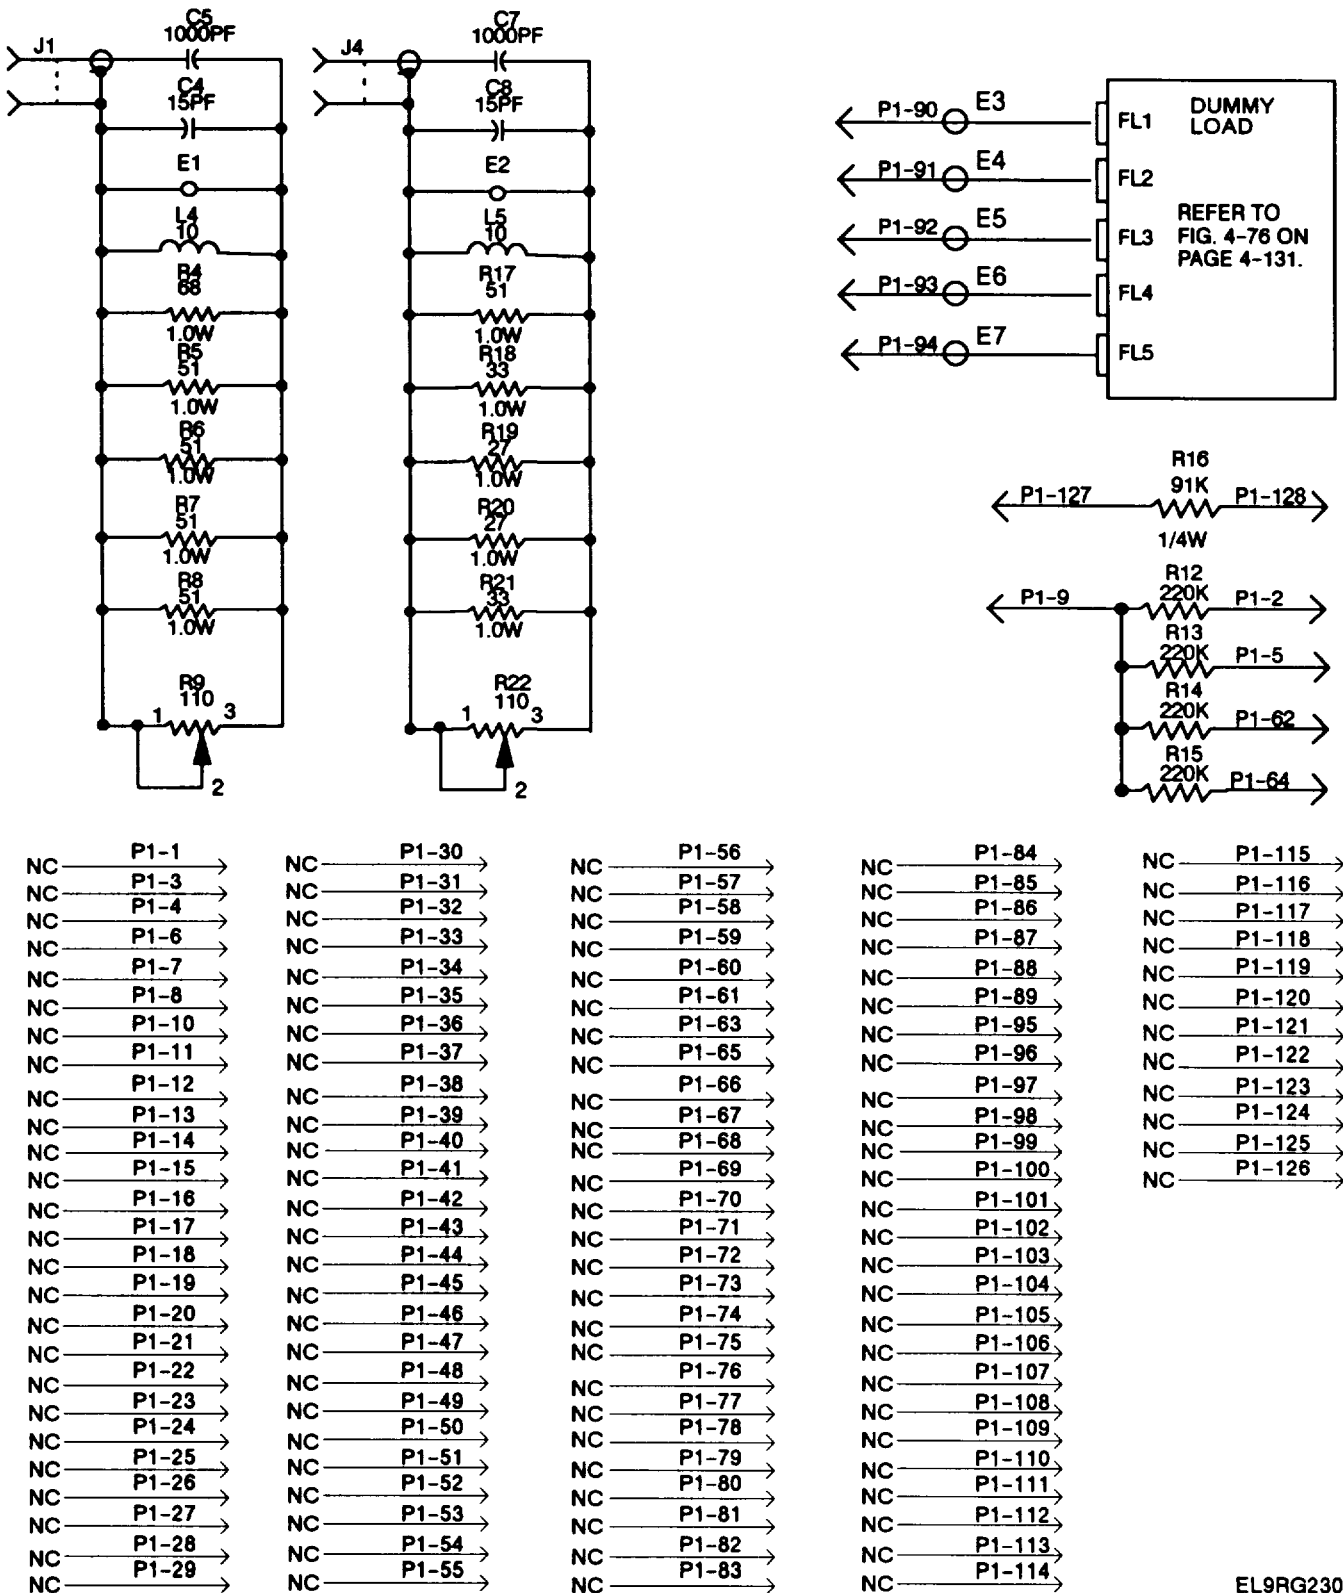 J1
C5
1000PF
C4
15PF
E1
L4
10
R4
68
1.0W
R5
51
1.0W
R6
51
1.0W
R7
51
1.0W
R8
51
1.0W
R9
110
1 3
2
J4
C7
1000PF
C8
15PF
E2
L5
10
R17
51
1.0W
R18
33
1.0W
R19
27
1.0W
R20
27
1.0W
R21
33
1.0W
R22
110
1 3
2
P1-90 E3 FL1
P1-91 E4 FL2
P1-92 E5 FL3
P1-93 E6 FL4
P1-94 E7 FL5
DUMMY
LOAD
REFER TO
FIG. 4-76 ON
PAGE 4-131.
R16
91K
P1-127 P1-128
1/4W
R12
220K
P1-9 P1-2
R13
220K P1-5
R14
220K P1-62
R15
220K P1-64
NC P1-1
NC P1-3
NC P1-4
NC P1-6
NC P1-7
NC P1-8
NC P1-10
NC P1-11
NC P1-12
NC P1-13
NC P1-14
NC P1-15
NC P1-16
NC P1-17
NC P1-18
NC P1-19
NC P1-20
NC P1-21
NC P1-22
NC P1-23
NC P1-24
NC P1-25
NC P1-26
NC P1-27
NC P1-28
NC P1-29
NC P1-30
NC P1-31
NC P1-32
NC P1-33
NC P1-34
NC P1-35
NC P1-36
NC P1-37
NC P1-38
NC P1-39
NC P1-40
NC P1-41
NC P1-42
NC P1-43
NC P1-44
NC P1-45
NC P1-46
NC P1-47
NC P1-48
NC P1-49
NC P1-50
NC P1-51
NC P1-52
NC P1-53
NC P1-54
NC P1-55
NC P1-56
NC P1-57
NC P1-58
NC P1-59
NC P1-60
NC P1-61
NC P1-63
NC P1-65
NC P1-66
NC P1-67
NC P1-68
NC P1-69
NC P1-70
NC P1-71
NC P1-72
NC P1-73
NC P1-74
NC P1-75
NC P1-76
NC P1-77
NC P1-78
NC P1-79
NC P1-80
NC P1-81
NC P1-82
NC P1-83
NC P1-84
NC P1-85
NC P1-86
NC P1-87
NC P1-88
NC P1-89
NC P1-95
NC P1-96
NC P1-97
NC P1-98
NC P1-99
NC P1-100
NC P1-101
NC P1-102
NC P1-103
NC P1-104
NC P1-105
NC P1-106
NC P1-107
NC P1-108
NC P1-109
NC P1-110
NC P1-111
NC P1-112
NC P1-113
NC P1-114
NC P1-115
NC P1-116
NC P1-117
NC P1-118
NC P1-119
NC P1-120
NC P1-121
NC P1-122
NC P1-123
NC P1-124
NC P1-125
NC P1-126
EL9RG230